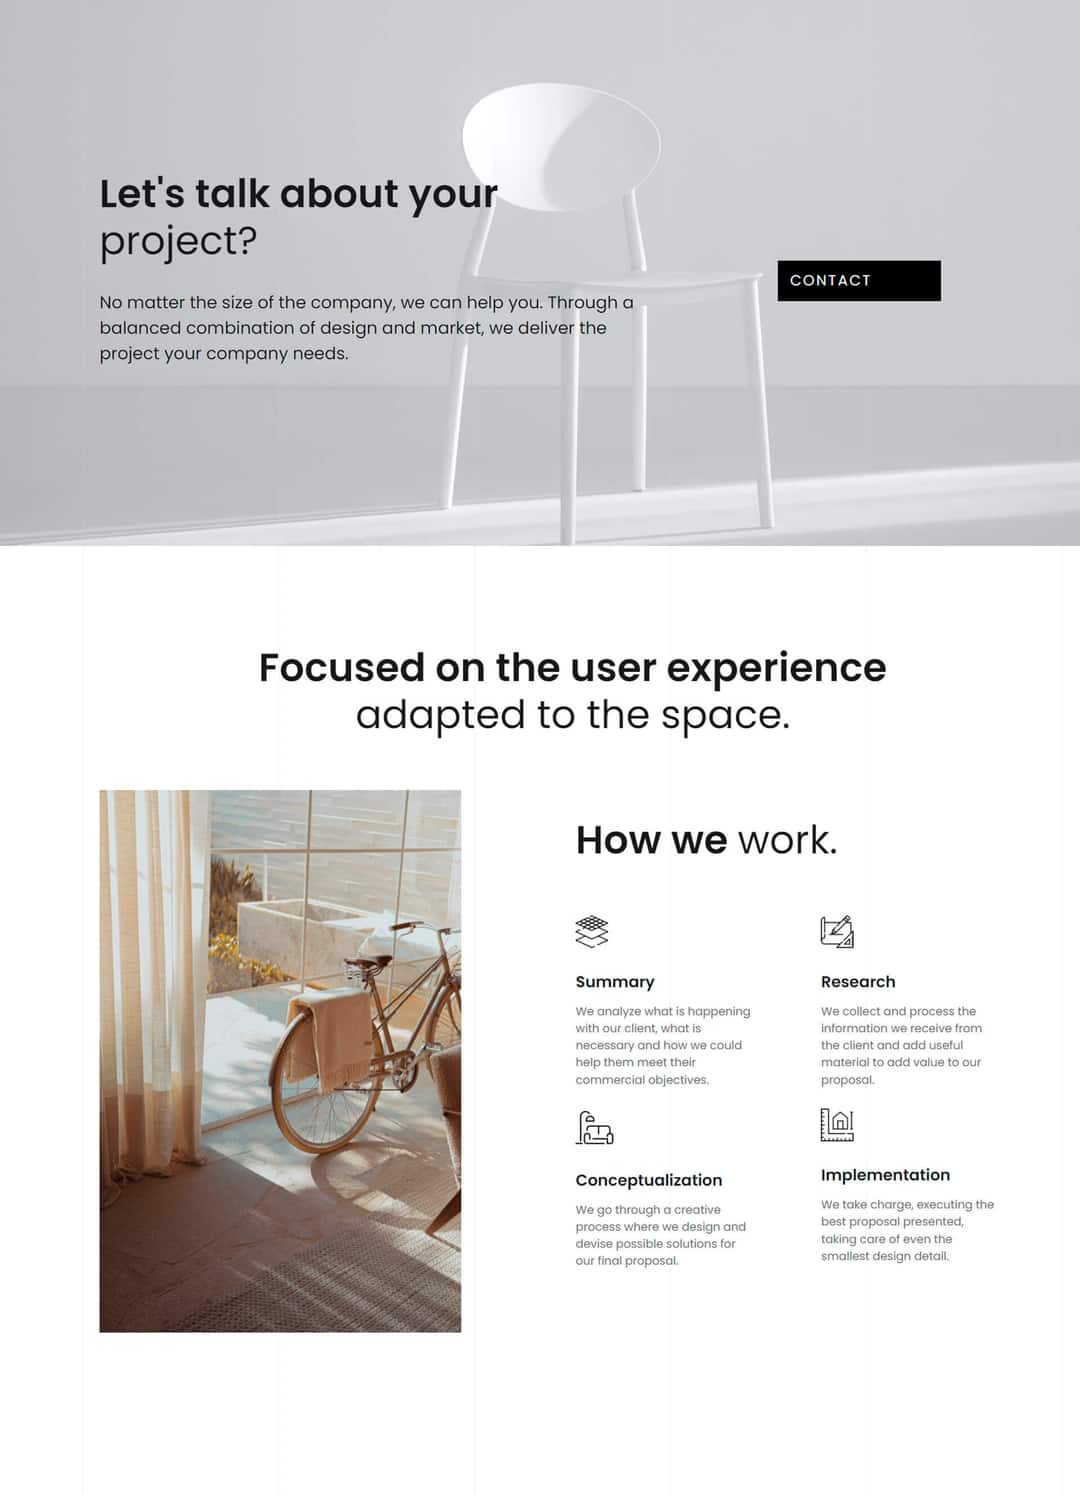 Let's talk about your
project?
No matter the size of the company, we can help you. Through a
balanced combination of design and market, we deliver the
project your company needs.
CONTACT
Focused on the user experience
adapted to the space.
How we work.
Summary
We analyze what is happening
with our client, what is
necessary and how we could
help them meet their
commercial objectives.
Research
We collect and process the
information we receive from
the client and add useful
material to add value to our
proposal.
Conceptualization
We go through a creative
process where we design and
devise possible solutions for
our final proposal.
Implementation
We take charge, executing the
best proposal presented,
taking care of even the
smallest design detail.